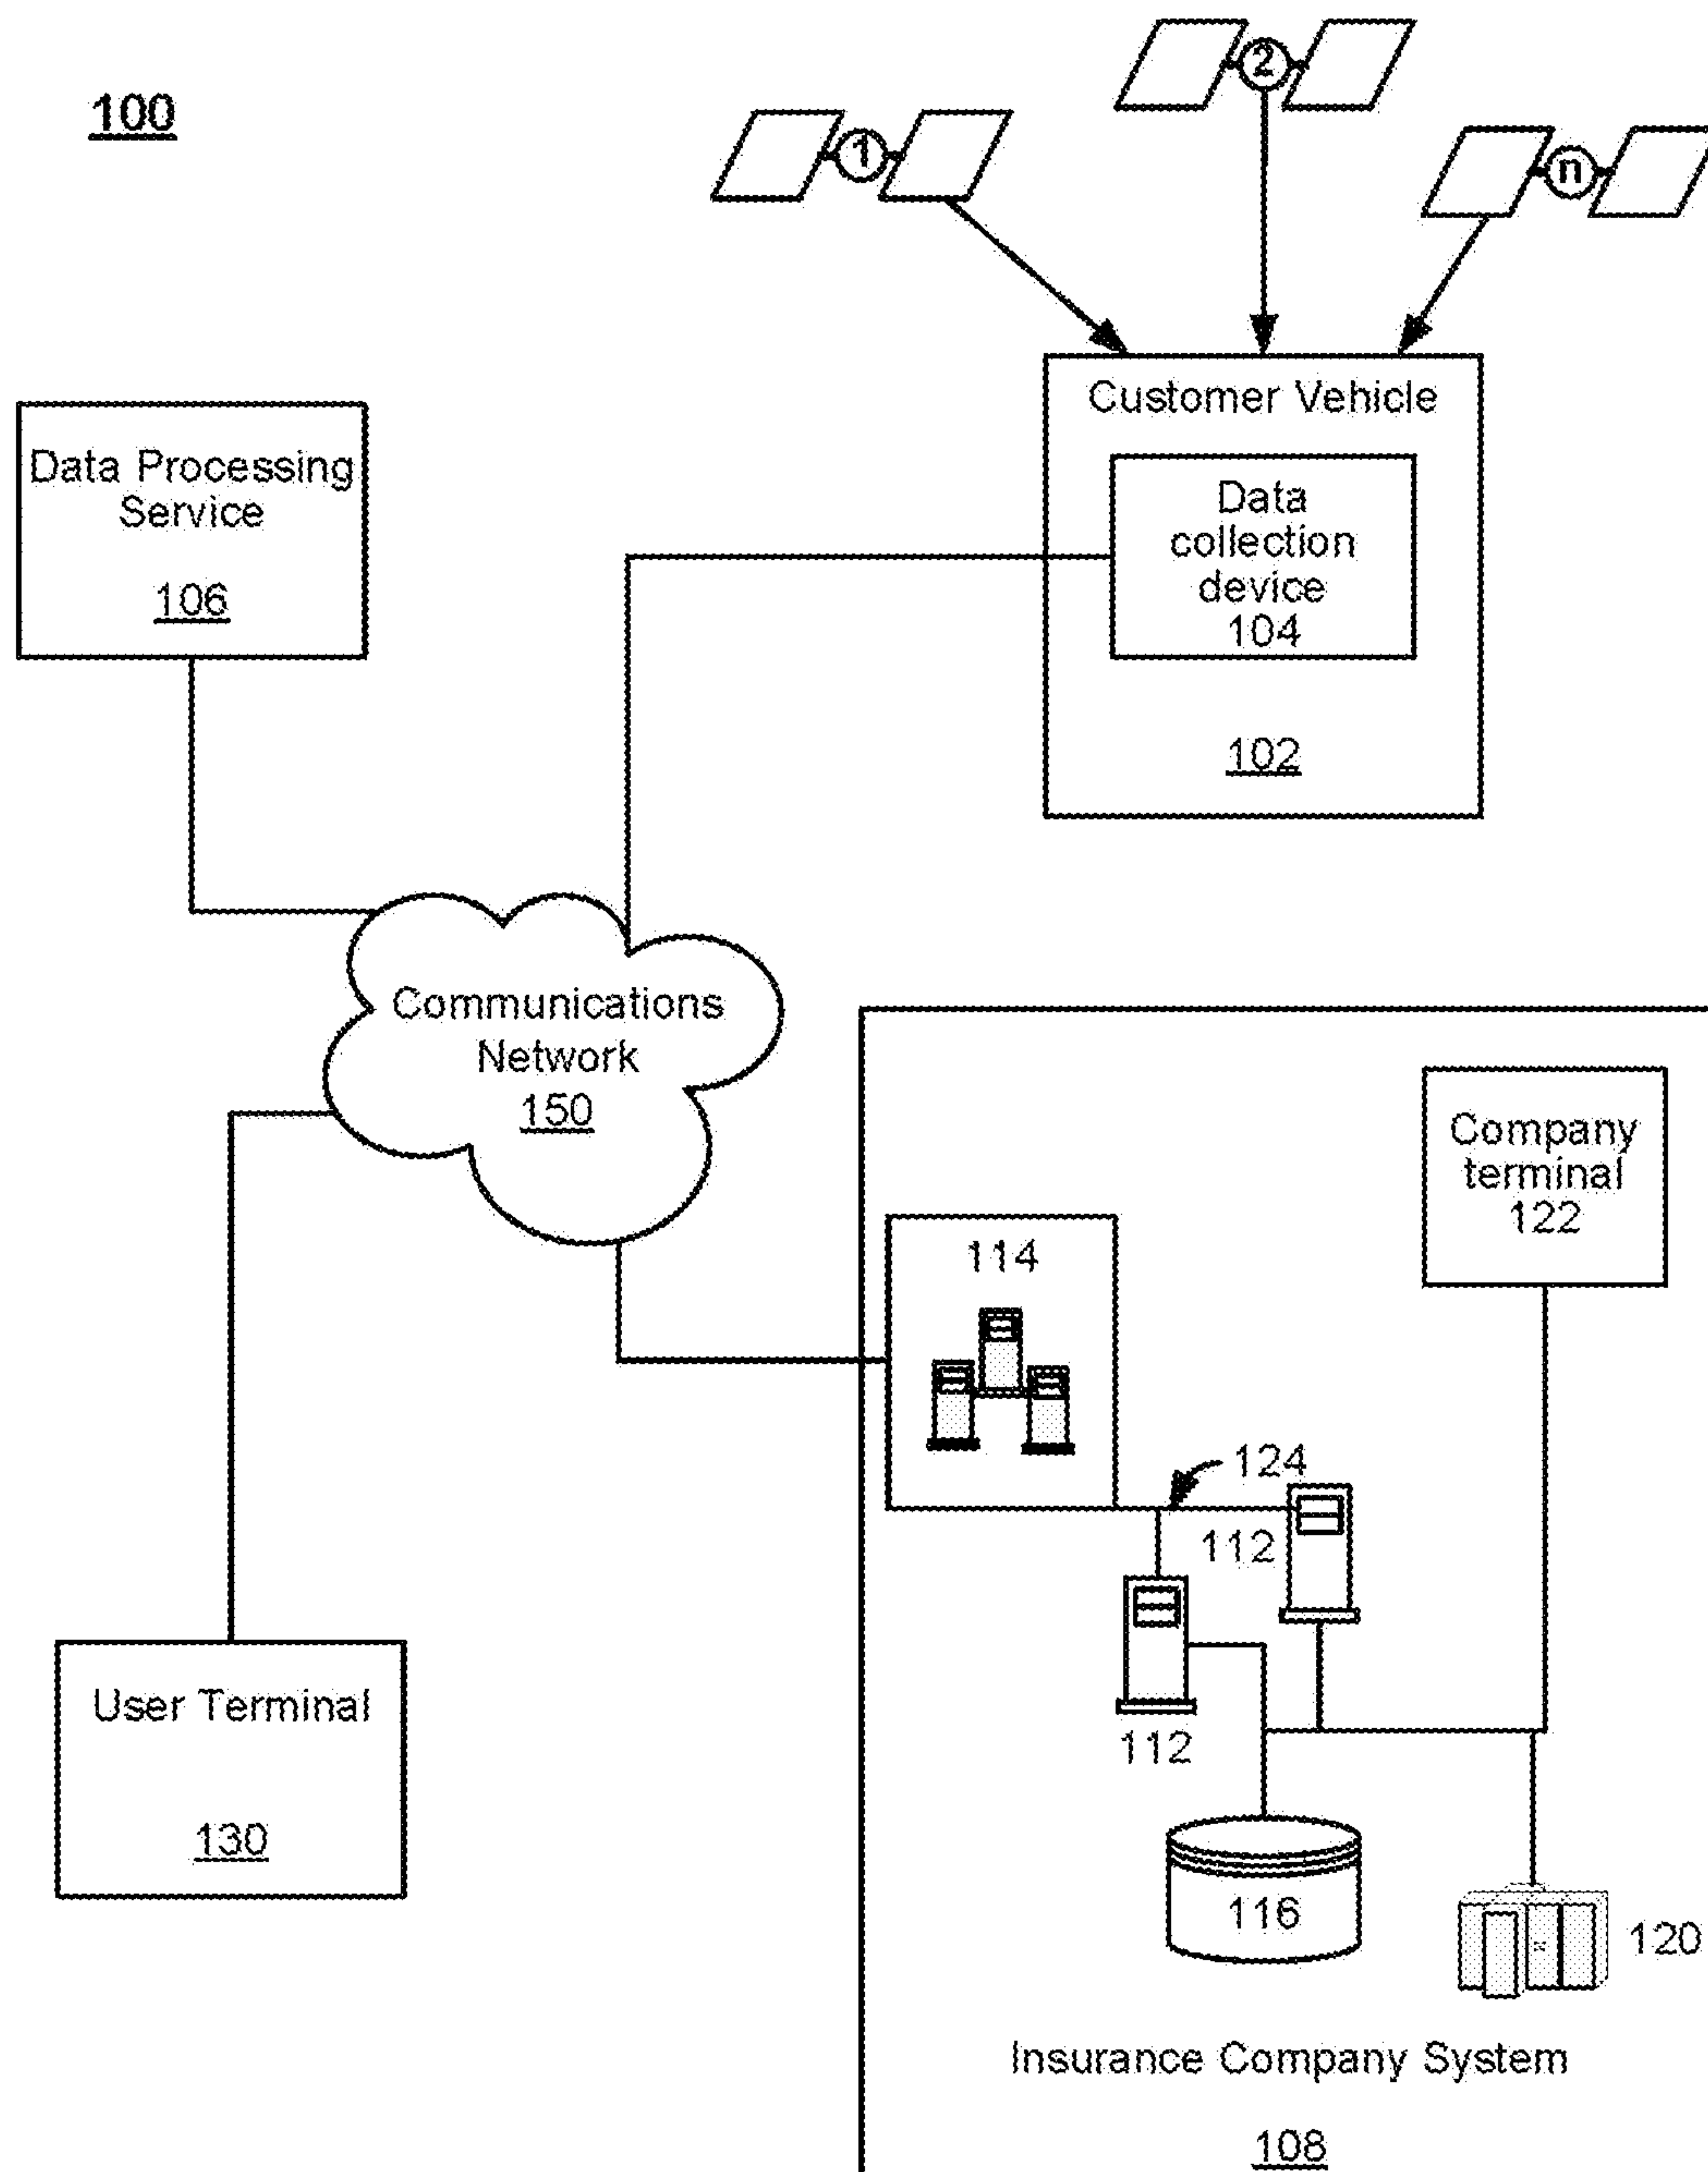 100
1
2
n
Customer Vehicle
Data
collection
device
104
102
Data Processing
Service
106
Communications
Network
150
Company
terminal
122
114
124
112
112
User Terminal
130
116
120
Insurance Company System
108